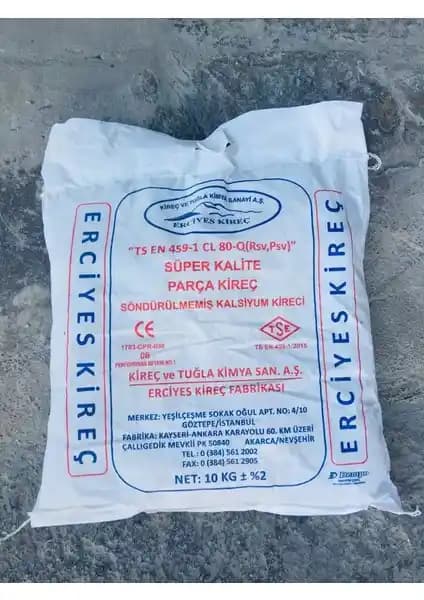 KİREÇ VE TUĞLA KİMYA SANAYİ A.Ş.
ERCİYES KİREÇ
"TS EN 459-1 CL 80-Q(Rsv,Psv)"
SÜPER KALİTE
PARÇA KİREÇ
SÖNDÜRÜLMEMİŞ KALSİYUM KİRECİ
CE
TSE
1783-CPR-038
TS EN 459-1/2015
08
KİREÇ ve TUĞLA KİMYA SAN. A.Ş.
ERCİYES KİREÇ FABRİKASI
MERKEZ: YEŞİLÇEŞME SOKAK OĞUL APT. NO: 4/10
GÖZTEPE/İSTANBUL
FABRİKA: KAYSERİ-ANKARA KARAYOLU 60. KM ÜZERİ
ÇALLIGEDİK MEVKİİ PK 50840 AKARCA/NEVŞEHİR
TEL: 0 (384) 561 2002
FAX: 0 (384) 561 2905
NET: 10 KG ± %2
ERCİYES KİREÇ
ERCİYES KİREÇ